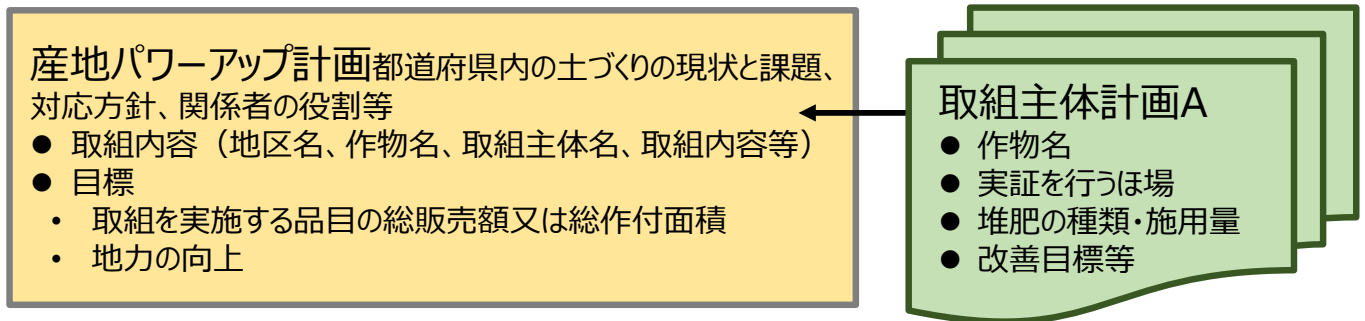 産地パワーアップ計画都道府県内の土づくりの現状と課題、
対応方針、関係者の役割等
● 取組内容（地区名、作物名、取組主体名、取組内容等）
● 目標
• 取組を実施する品目の総販売額又は総作付面積
• 地力の向上
取組主体計画A
● 作物名
● 実証を行うほ場
● 堆肥の種類・施用量
● 改善目標等